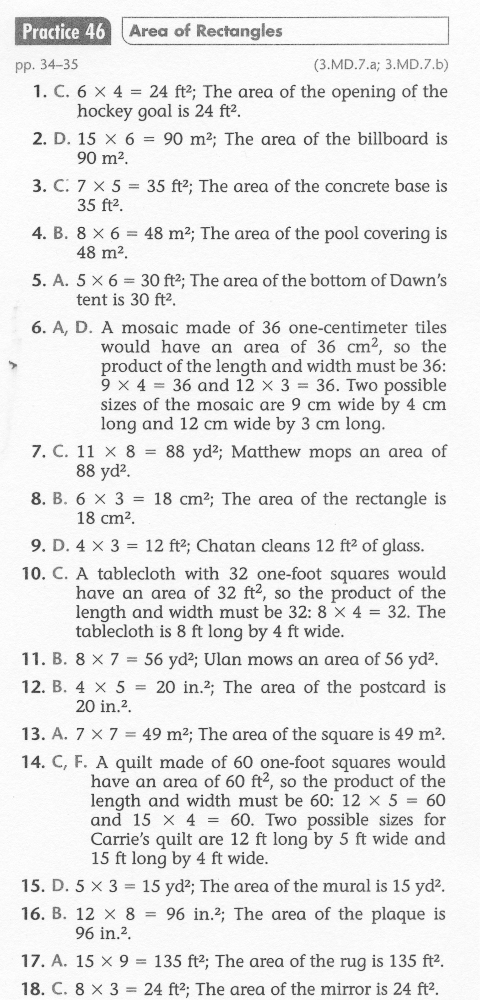 Practice 46 Area of Rectangles
pp. 34–35 (3.MD.7.a; 3.MD.7.b)
1. C. 6 × 4 = 24 ft²; The area of the opening of the
hockey goal is 24 ft².
2. D. 15 × 6 = 90 m²; The area of the billboard is
90 m².
3. C. 7 × 5 = 35 ft²; The area of the concrete base is
35 ft².
4. B. 8 × 6 = 48 m²; The area of the pool covering is
48 m².
5. A. 5 × 6 = 30 ft²; The area of the bottom of Dawn's
tent is 30 ft².
6. A, D. A mosaic made of 36 one-centimeter tiles
would have an area of 36 cm², so the
product of the length and width must be 36:
9 × 4 = 36 and 12 × 3 = 36. Two possible
sizes of the mosaic are 9 cm wide by 4 cm
long and 12 cm wide by 3 cm long.
7. C. 11 × 8 = 88 yd²; Matthew mops an area of
88 yd².
8. B. 6 × 3 = 18 cm²; The area of the rectangle is
18 cm².
9. D. 4 × 3 = 12 ft²; Chatan cleans 12 ft² of glass.
10. C. A tablecloth with 32 one-foot squares would
have an area of 32 ft², so the product of the
length and width must be 32: 8 × 4 = 32. The
tablecloth is 8 ft long by 4 ft wide.
11. B. 8 × 7 = 56 yd²; Ulan mows an area of 56 yd².
12. B. 4 × 5 = 20 in.²; The area of the postcard is
20 in.².
13. A. 7 × 7 = 49 m²; The area of the square is 49 m².
14. C, F. A quilt made of 60 one-foot squares would
have an area of 60 ft², so the product of the
length and width must be 60: 12 × 5 = 60
and 15 × 4 = 60. Two possible sizes for
Carrie's quilt are 12 ft long by 5 ft wide and
15 ft long by 4 ft wide.
15. D. 5 × 3 = 15 yd²; The area of the mural is 15 yd².
16. B. 12 × 8 = 96 in.²; The area of the plaque is
96 in.².
17. A. 15 × 9 = 135 ft²; The area of the rug is 135 ft².
18. C. 8 × 3 = 24 ft²; The area of the mirror is 24 ft².